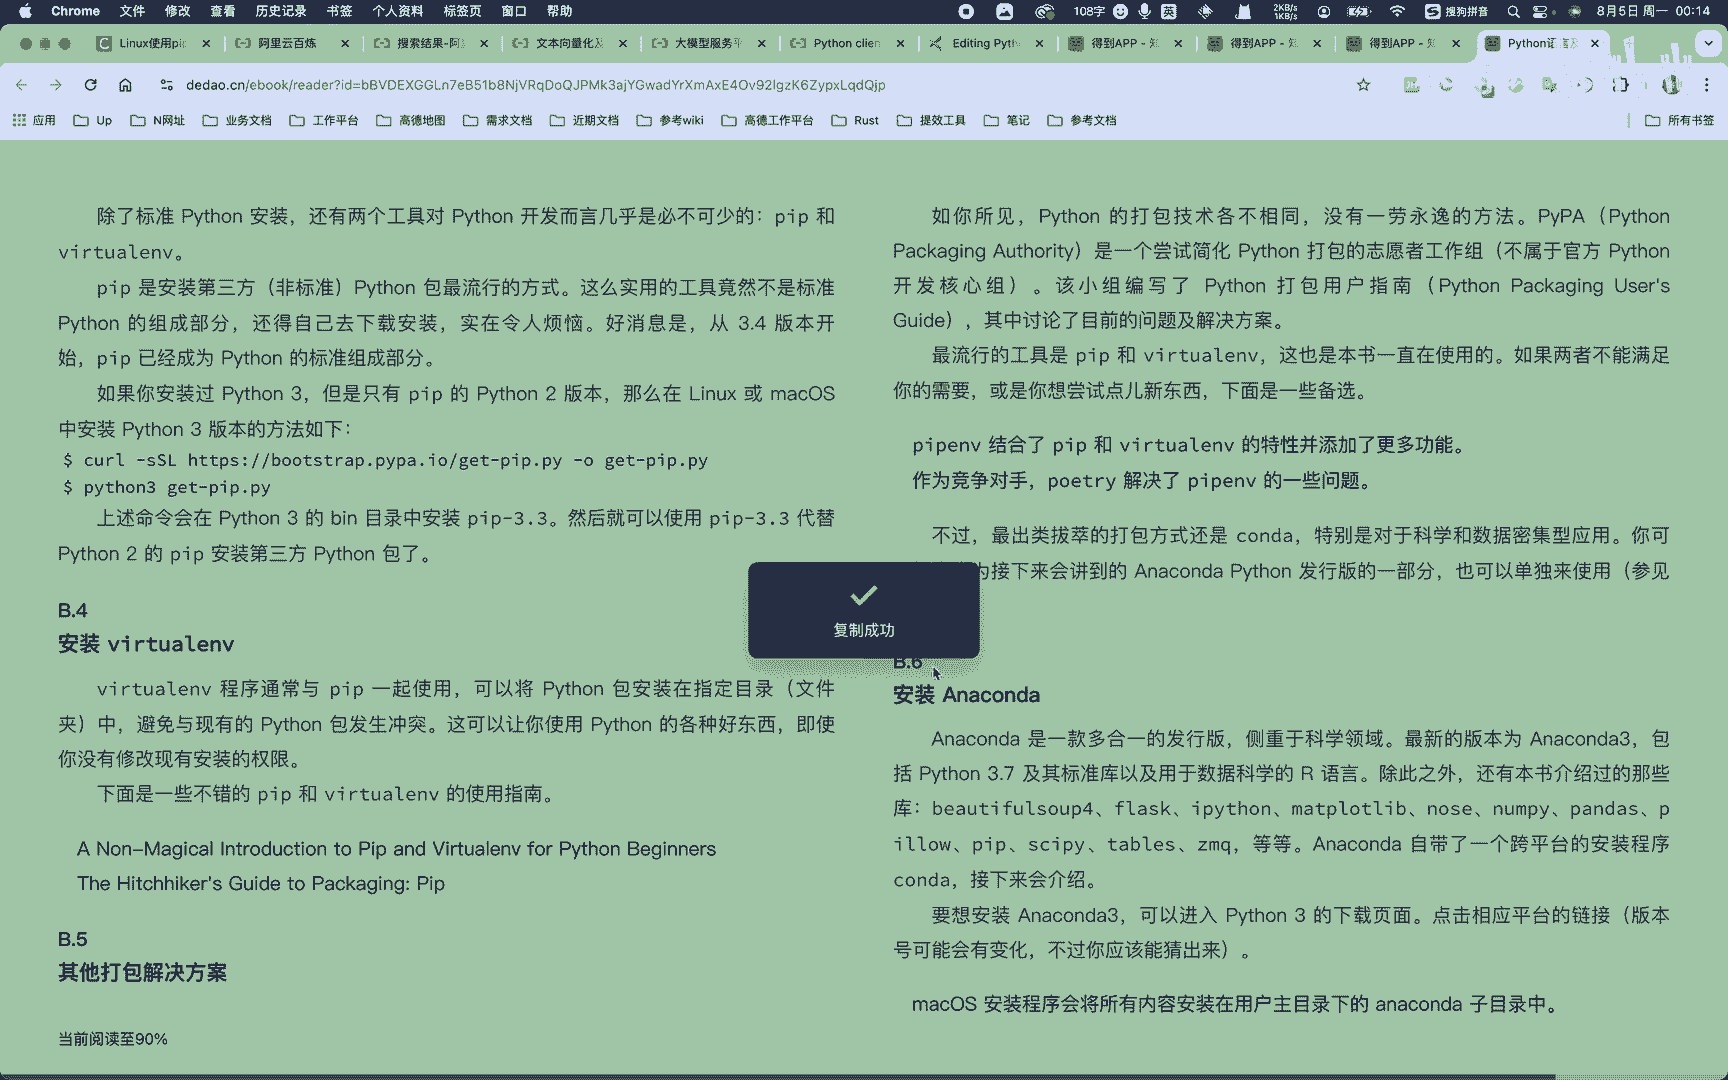 Chrome 文件 修改 查看 历史记录 书签 个人资料 标签页 窗口 帮助 108字 英 2KB/s 1KB/s 搜狗拼音 8月5日 周一 00:14
Linux使用pip 阿里云百炼 搜索结果-阿里 文本向量化及 大模型服务平 Python clien Editing Pyth 得到APP - 知 得到APP - 知 得到APP - 知 Python语言及
dedao.cn/ebook/reader?id=bBVDEXGGLn7eB51b8NjVRqDoQJPMk3ajYGwadYrXmAxE4Ov92lgzK6ZypxLqdQjp
应用 Up N网址 业务文档 工作平台 高德地图 需求文档 近期文档 参考wiki 高德工作平台 Rust 提效工具 笔记 参考文档 所有书签
除了标准 Python 安装，还有两个工具对 Python 开发而言几乎是必不可少的：pip 和
virtualenv。
pip 是安装第三方（非标准）Python 包最流行的方式。这么实用的工具竟然不是标准
Python 的组成部分，还得自己去下载安装，实在令人烦恼。好消息是，从 3.4 版本开
始，pip 已经成为 Python 的标准组成部分。
如果你安装过 Python 3，但是只有 pip 的 Python 2 版本，那么在 Linux 或 macOS
中安装 Python 3 版本的方法如下：
$ curl -sSL https://bootstrap.pypa.io/get-pip.py -o get-pip.py
$ python3 get-pip.py
上述命令会在 Python 3 的 bin 目录中安装 pip-3.3。然后就可以使用 pip-3.3 代替
Python 2 的 pip 安装第三方 Python 包了。
B.4
安装 virtualenv
virtualenv 程序通常与 pip 一起使用，可以将 Python 包安装在指定目录（文件
夹）中，避免与现有的 Python 包发生冲突。这可以让你使用 Python 的各种好东西，即使
你没有修改现有安装的权限。
下面是一些不错的 pip 和 virtualenv 的使用指南。
A Non-Magical Introduction to Pip and Virtualenv for Python Beginners
The Hitchhiker's Guide to Packaging: Pip
B.5
其他打包解决方案
当前阅读至90%
如你所见，Python 的打包技术各不相同，没有一劳永逸的方法。PyPA（Python
Packaging Authority）是一个尝试简化 Python 打包的志愿者工作组（不属于官方 Python
开发核心组）。该小组编写了 Python 打包用户指南（Python Packaging User's
Guide），其中讨论了目前的问题及解决方案。
最流行的工具是 pip 和 virtualenv，这也是本书一直在使用的。如果两者不能满足
你的需要，或是你想尝试点儿新东西，下面是一些备选。
pipenv 结合了 pip 和 virtualenv 的特性并添加了更多功能。
作为竞争对手，poetry 解决了 pipenv 的一些问题。
不过，最出类拔萃的打包方式还是 conda，特别是对于科学和数据密集型应用。你可
为接下来会讲到的 Anaconda Python 发行版的一部分，也可以单独来使用（参见
复制成功
B.6
安装 Anaconda
Anaconda 是一款多合一的发行版，侧重于科学领域。最新的版本为 Anaconda3，包
括 Python 3.7 及其标准库以及用于数据科学的 R 语言。除此之外，还有本书介绍过的那些
库：beautifulsoup4、flask、ipython、matplotlib、nose、numpy、pandas、p
illow、pip、scipy、tables、zmq，等等。Anaconda 自带了一个跨平台的安装程序
conda，接下来会介绍。
要想安装 Anaconda3，可以进入 Python 3 的下载页面。点击相应平台的链接（版本
号可能会有变化，不过你应该能猜出来）。
macOS 安装程序会将所有内容安装在用户主目录下的 anaconda 子目录中。